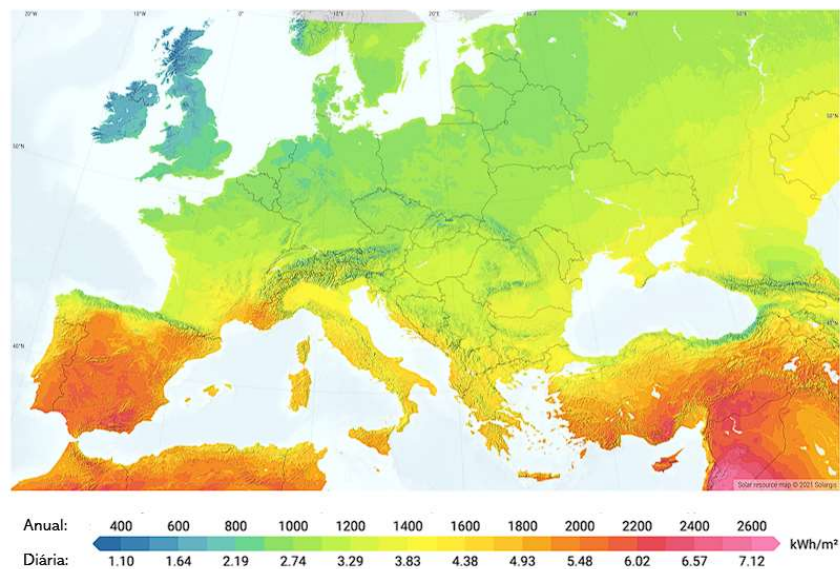 20°W 10°W 0° 10°E 20°E 30°E 40°E 50°E
50°N 50°N
40°N
Solar resource map © 2021 Solargis
Anual: 400 600 800 1000 1200 1400 1600 1800 2000 2200 2400 2600 kWh/m²
Diária: 1.10 1.64 2.19 2.74 3.29 3.83 4.38 4.93 5.48 6.02 6.57 7.12